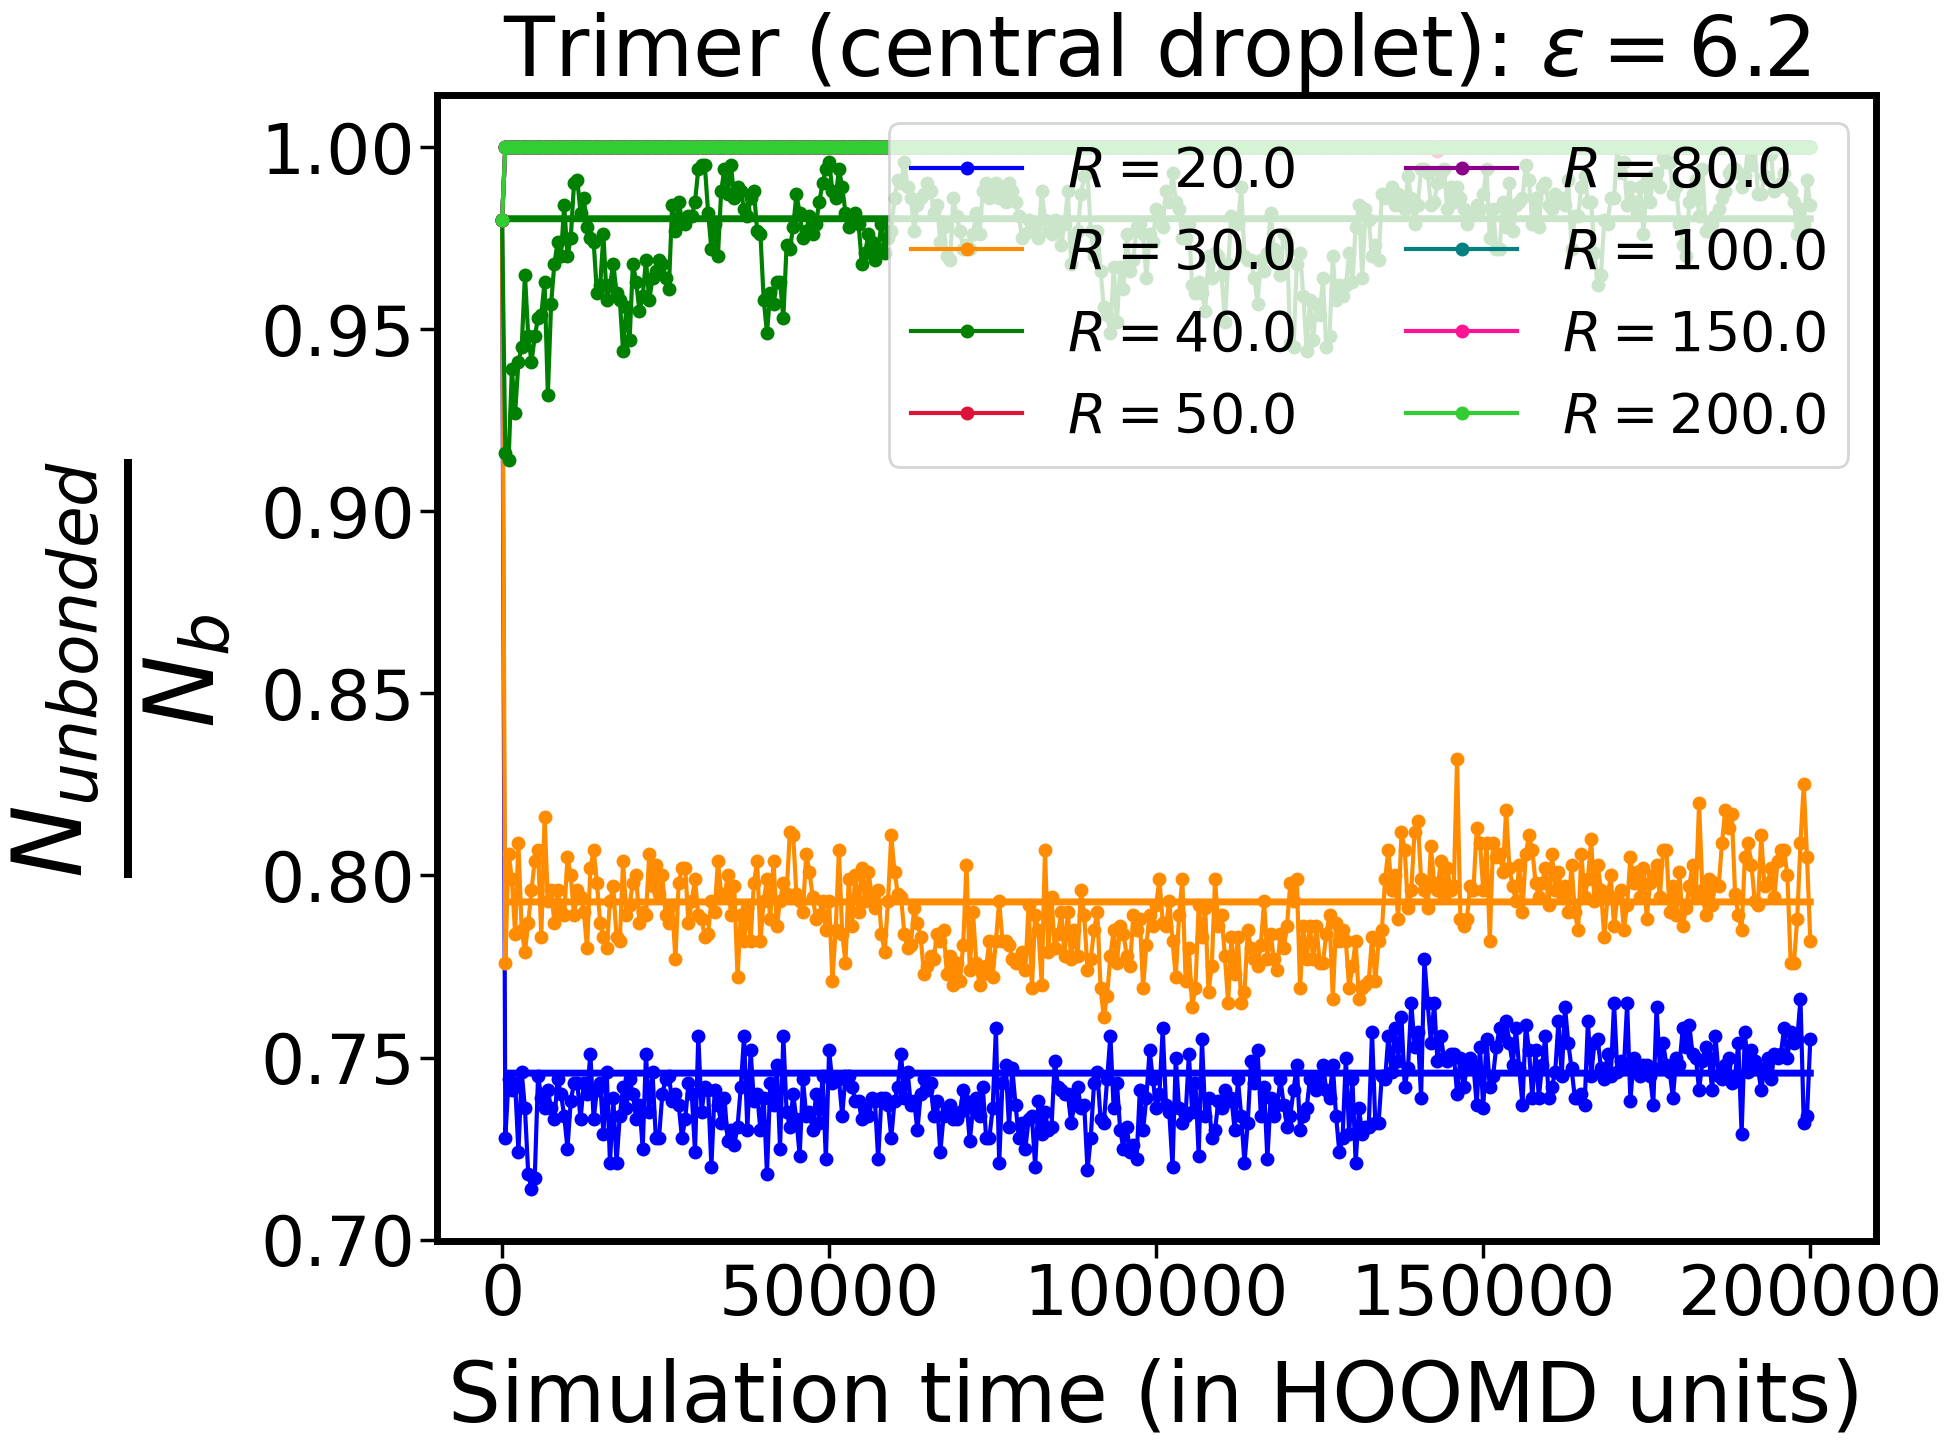 Trimer (central droplet): ε = 6.2
N_unbonded
N_b
1.00
0.95
0.90
0.85
0.80
0.75
0.70
R = 20.0
R = 30.0
R = 40.0
R = 50.0
R = 80.0
R = 100.0
R = 150.0
R = 200.0
0 50000 100000 150000 200000
Simulation time (in HOOMD units)